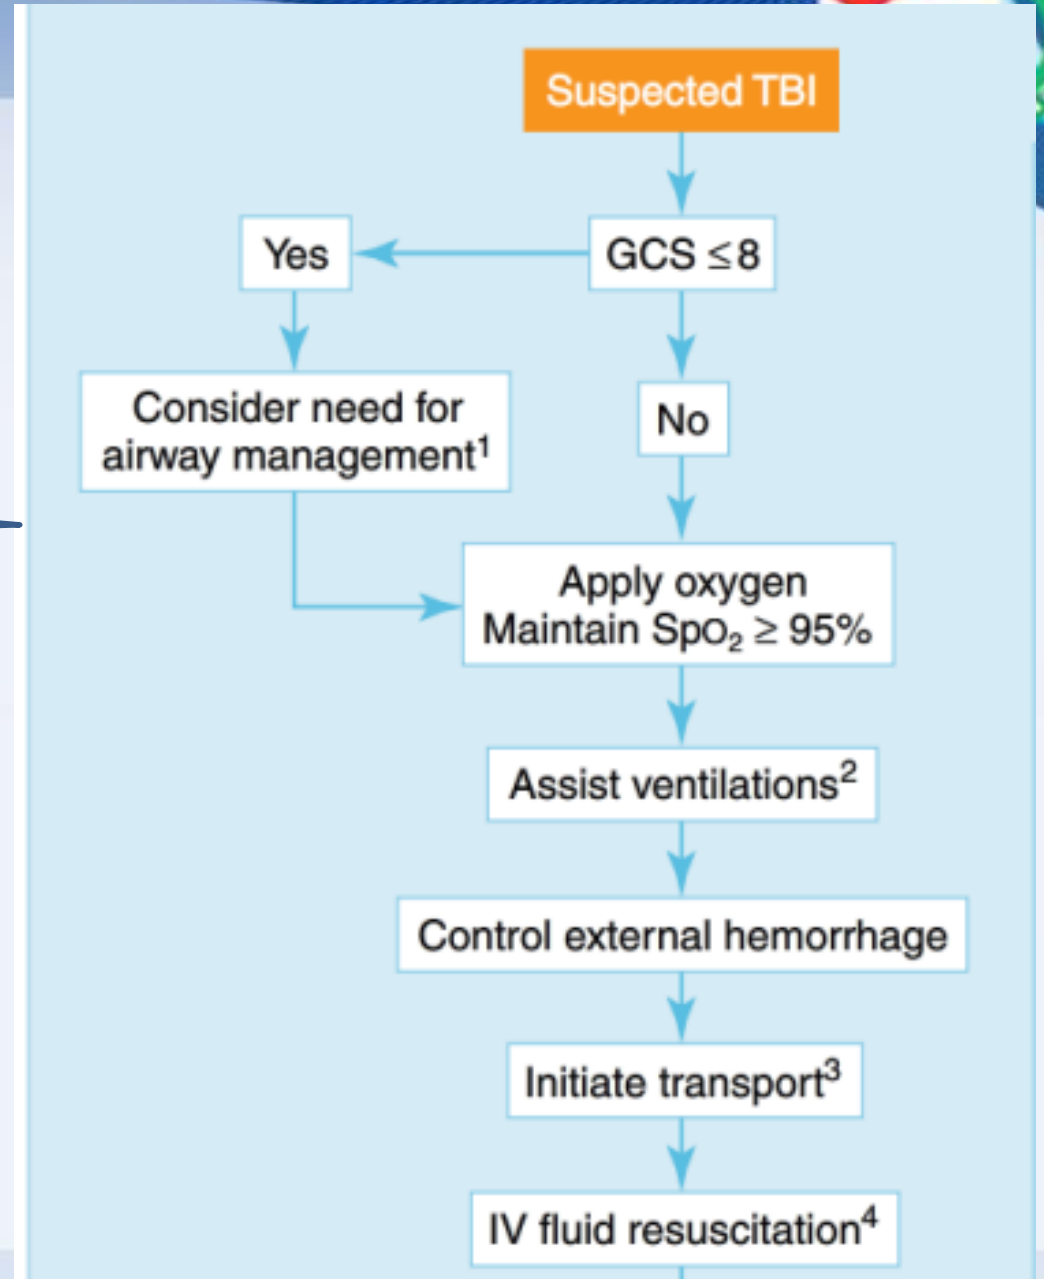 Suspected TBI
GCS ≤8
Yes
No
Consider need for
airway management¹
Apply oxygen
Maintain SpO₂ ≥ 95%
Assist ventilations²
Control external hemorrhage
Initiate transport³
IV fluid resuscitation⁴